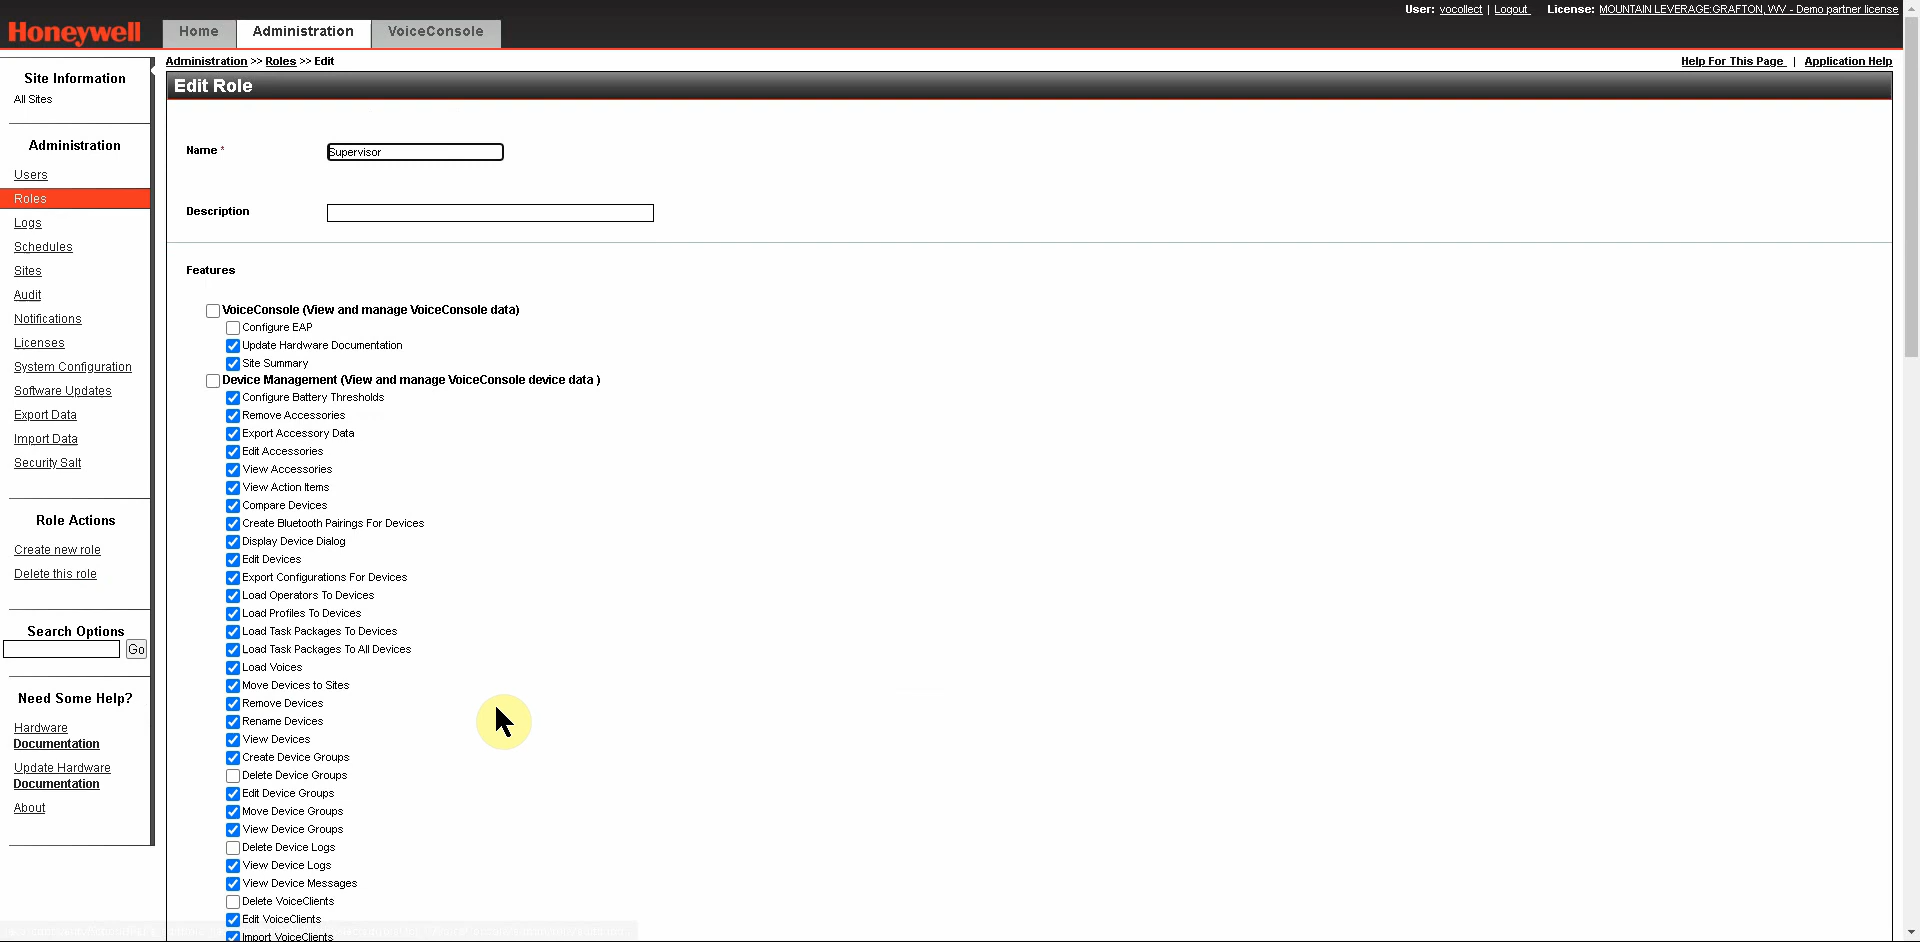 User: vocollect | Logout License: MOUNTAIN LEVERAGE:GRAFTON, WV - Demo partner license
Honeywell
Home
Administration
VoiceConsole
Administration >> Roles >> Edit
Help For This Page | Application Help
Site Information
All Sites
Administration
Users
Roles
Logs
Schedules
Sites
Audit
Notifications
Licenses
System Configuration
Software Updates
Export Data
Import Data
Security Salt
Role Actions
Create new role
Delete this role
Search Options
Go
Need Some Help?
Hardware
Documentation
Update Hardware
Documentation
About
Edit Role
Name *
Supervisor
Description
Features
VoiceConsole (View and manage VoiceConsole data)
Configure EAP
Update Hardware Documentation
Site Summary
Device Management (View and manage VoiceConsole device data )
Configure Battery Thresholds
Remove Accessories
Export Accessory Data
Edit Accessories
View Accessories
View Action Items
Compare Devices
Create Bluetooth Pairings For Devices
Display Device Dialog
Edit Devices
Export Configurations For Devices
Load Operators To Devices
Load Profiles To Devices
Load Task Packages To Devices
Load Task Packages To All Devices
Load Voices
Move Devices to Sites
Remove Devices
Rename Devices
View Devices
Create Device Groups
Delete Device Groups
Edit Device Groups
Move Device Groups
View Device Groups
Delete Device Logs
View Device Logs
View Device Messages
Delete VoiceClients
Edit VoiceClients
Import VoiceClients